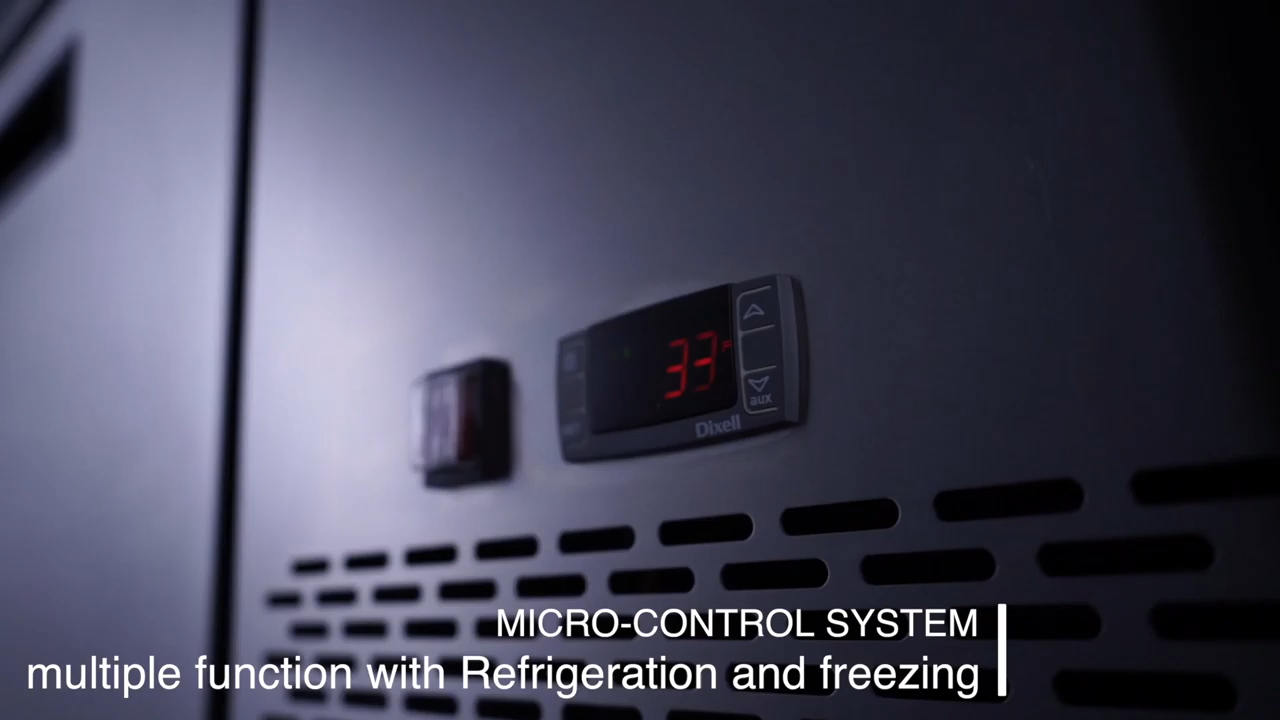 33 F
aux
Dixell
MICRO-CONTROL SYSTEM
multiple function with Refrigeration and freezing